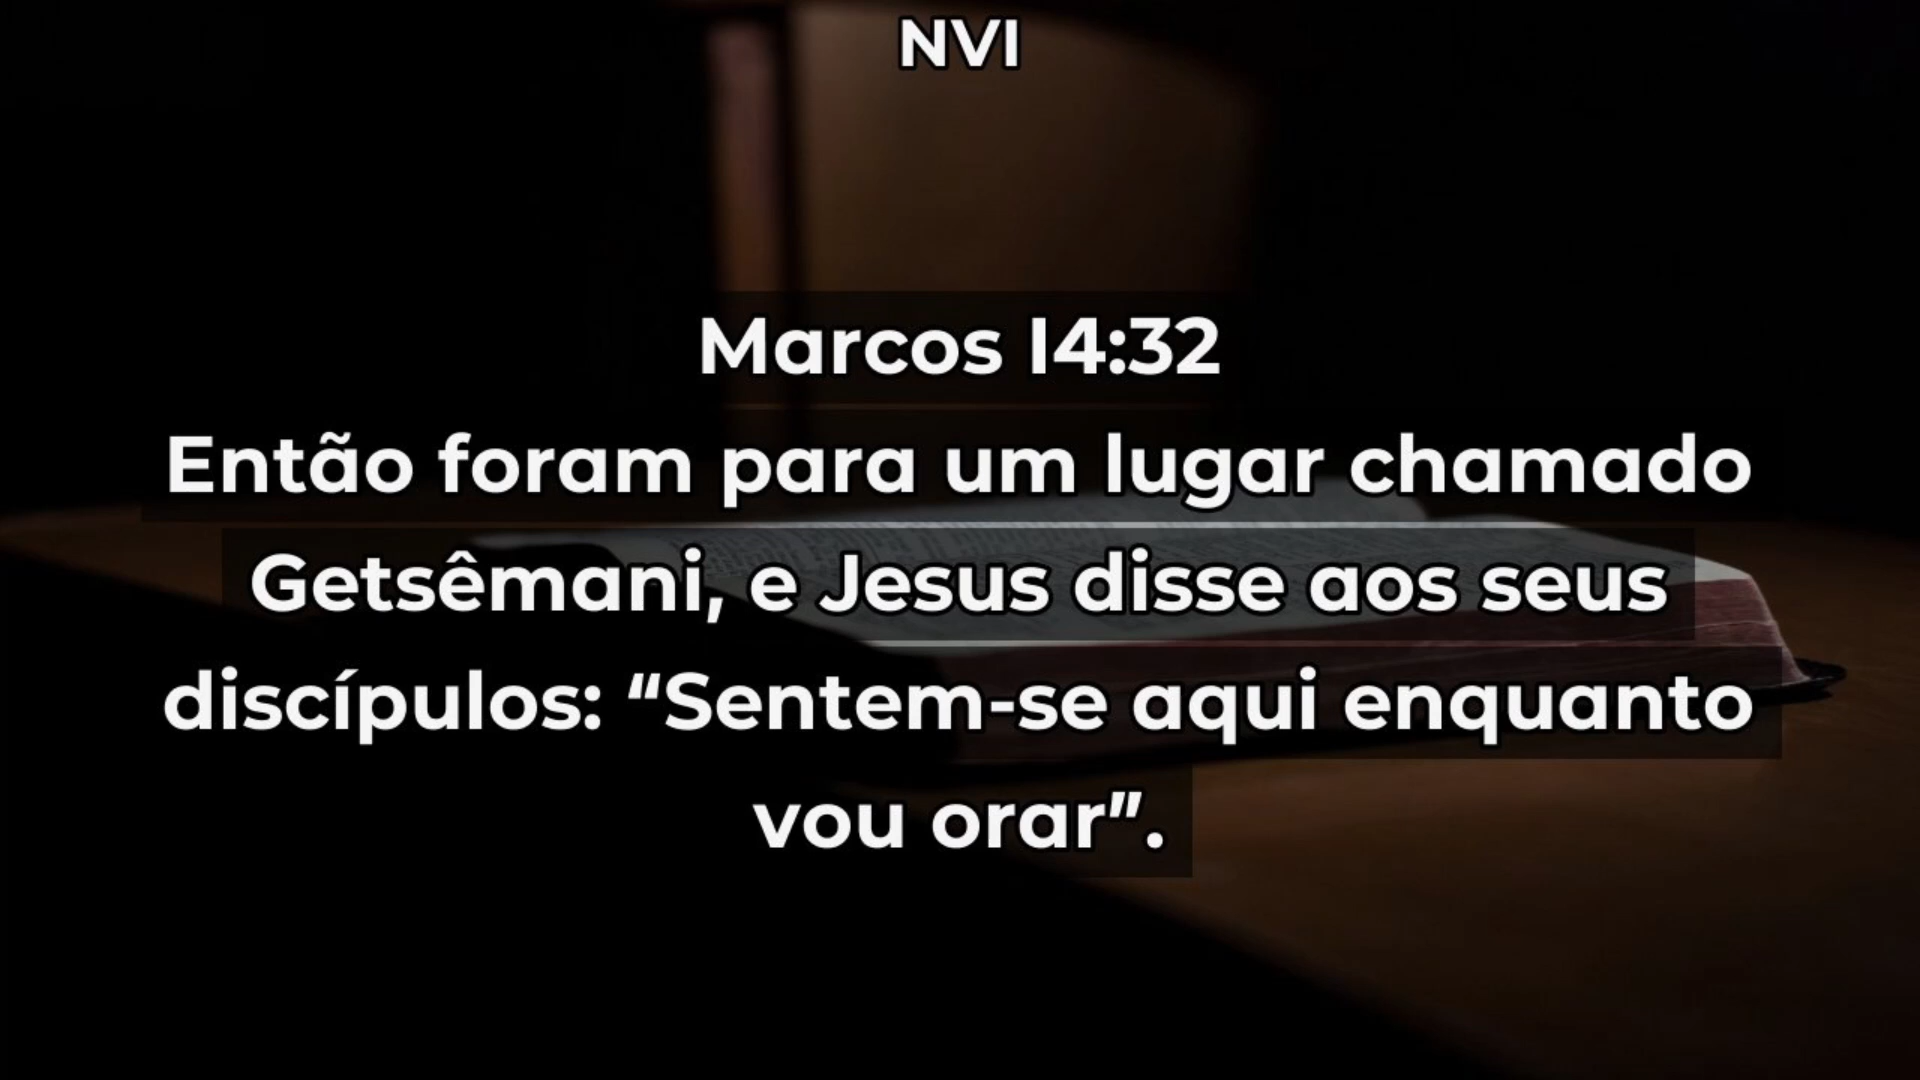 NVI
Marcos 14:32
Então foram para um lugar chamado
Getsêmani, e Jesus disse aos seus
discípulos: “Sentem-se aqui enquanto
vou orar”.